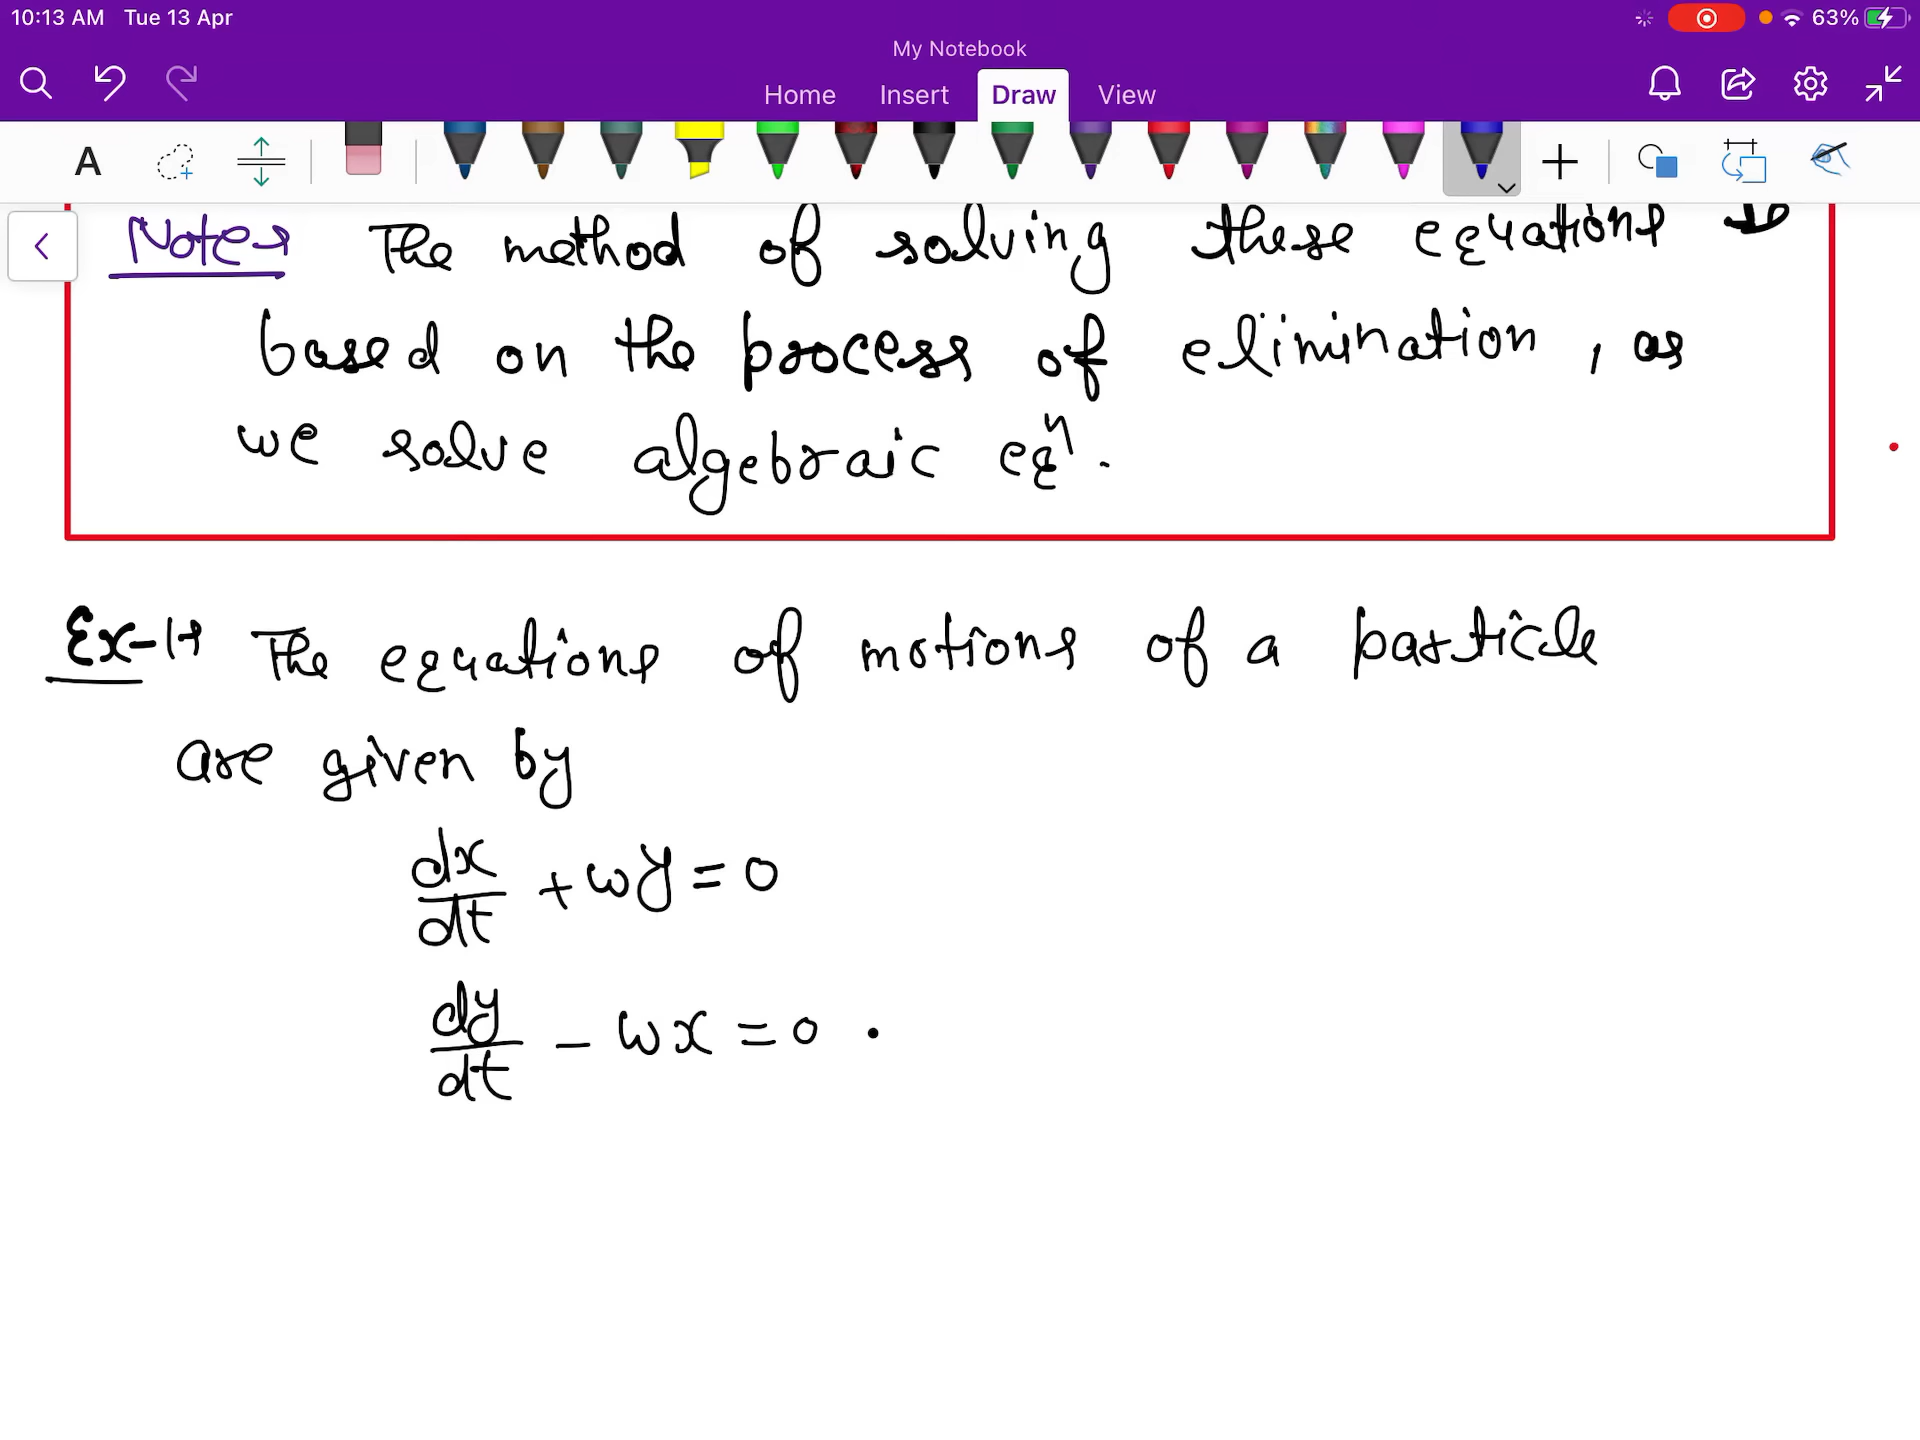 10:13 AM Tue 13 Apr
63%
My Notebook
Home Insert Draw View
A
Note→ The method of solving these equations is
based on the process of elimination, as
we solve algebraic eqⁿ.
Ex-1→ The equations of motions of a particle
are given by
dx/dt + ωy = 0
dy/dt - ωx = 0 .